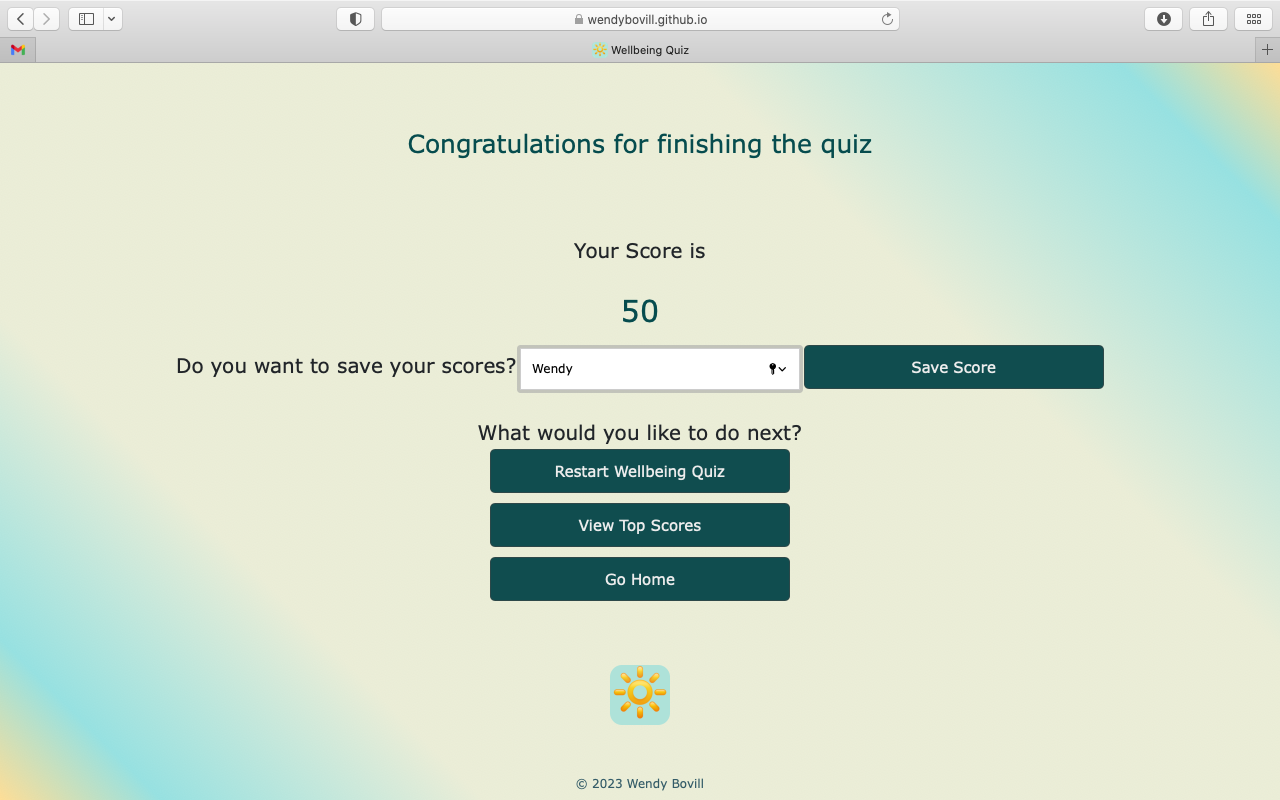 wendybovill.github.io
Wellbeing Quiz
Congratulations for finishing the quiz
Your Score is
50
Do you want to save your scores? Wendy Save Score
What would you like to do next?
Restart Wellbeing Quiz
View Top Scores
Go Home
© 2023 Wendy Bovill